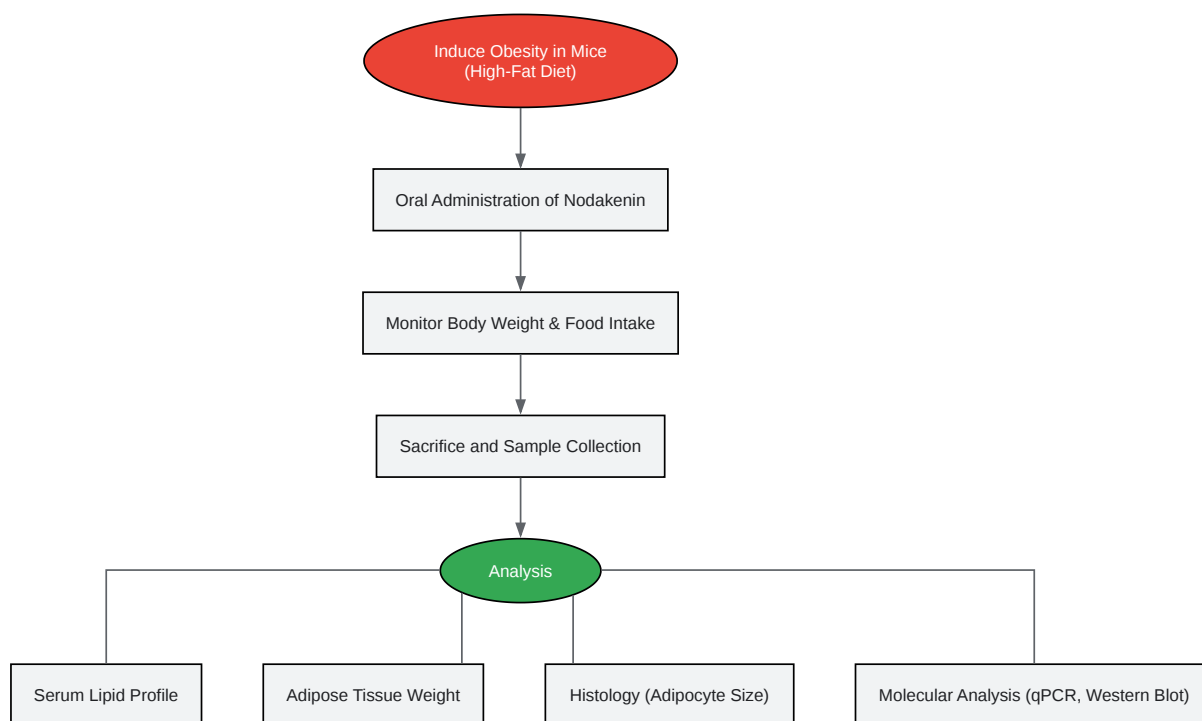 Induce Obesity in Mice
(High-Fat Diet)
Oral Administration of Nodakenin
Monitor Body Weight & Food Intake
Sacrifice and Sample Collection
Analysis
Serum Lipid Profile
Adipose Tissue Weight
Histology (Adipocyte Size)
Molecular Analysis (qPCR, Western Blot)